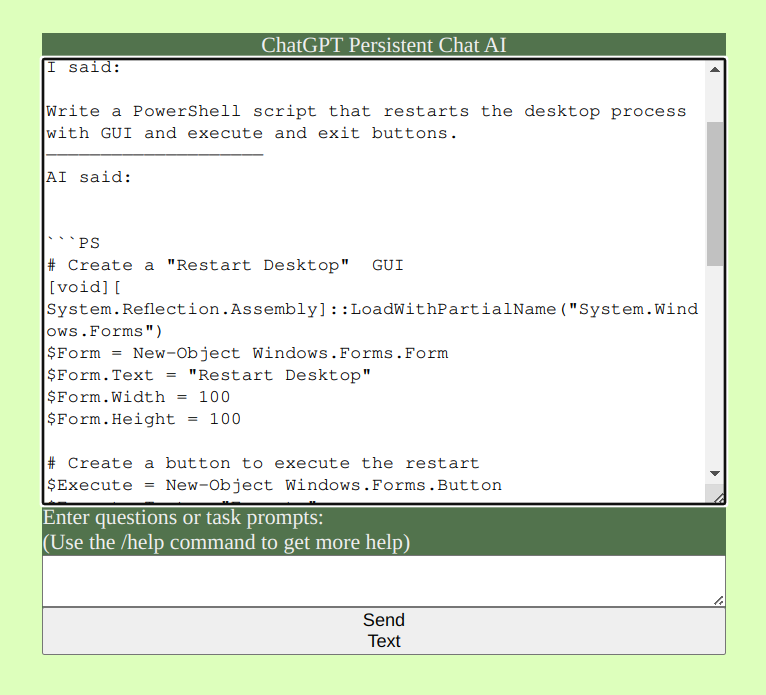 ChatGPT Persistent Chat AI
I said:
Write a PowerShell script that restarts the desktop process
with GUI and execute and exit buttons.
____________________
AI said:
```PS
# Create a "Restart Desktop"  GUI
[void][
System.Reflection.Assembly]::LoadWithPartialName("System.Wind
ows.Forms")
$Form = New-Object Windows.Forms.Form
$Form.Text = "Restart Desktop"
$Form.Width = 100
$Form.Height = 100
# Create a button to execute the restart
$Execute = New-Object Windows.Forms.Button
Enter questions or task prompts:
(Use the /help command to get more help)
Send
Text